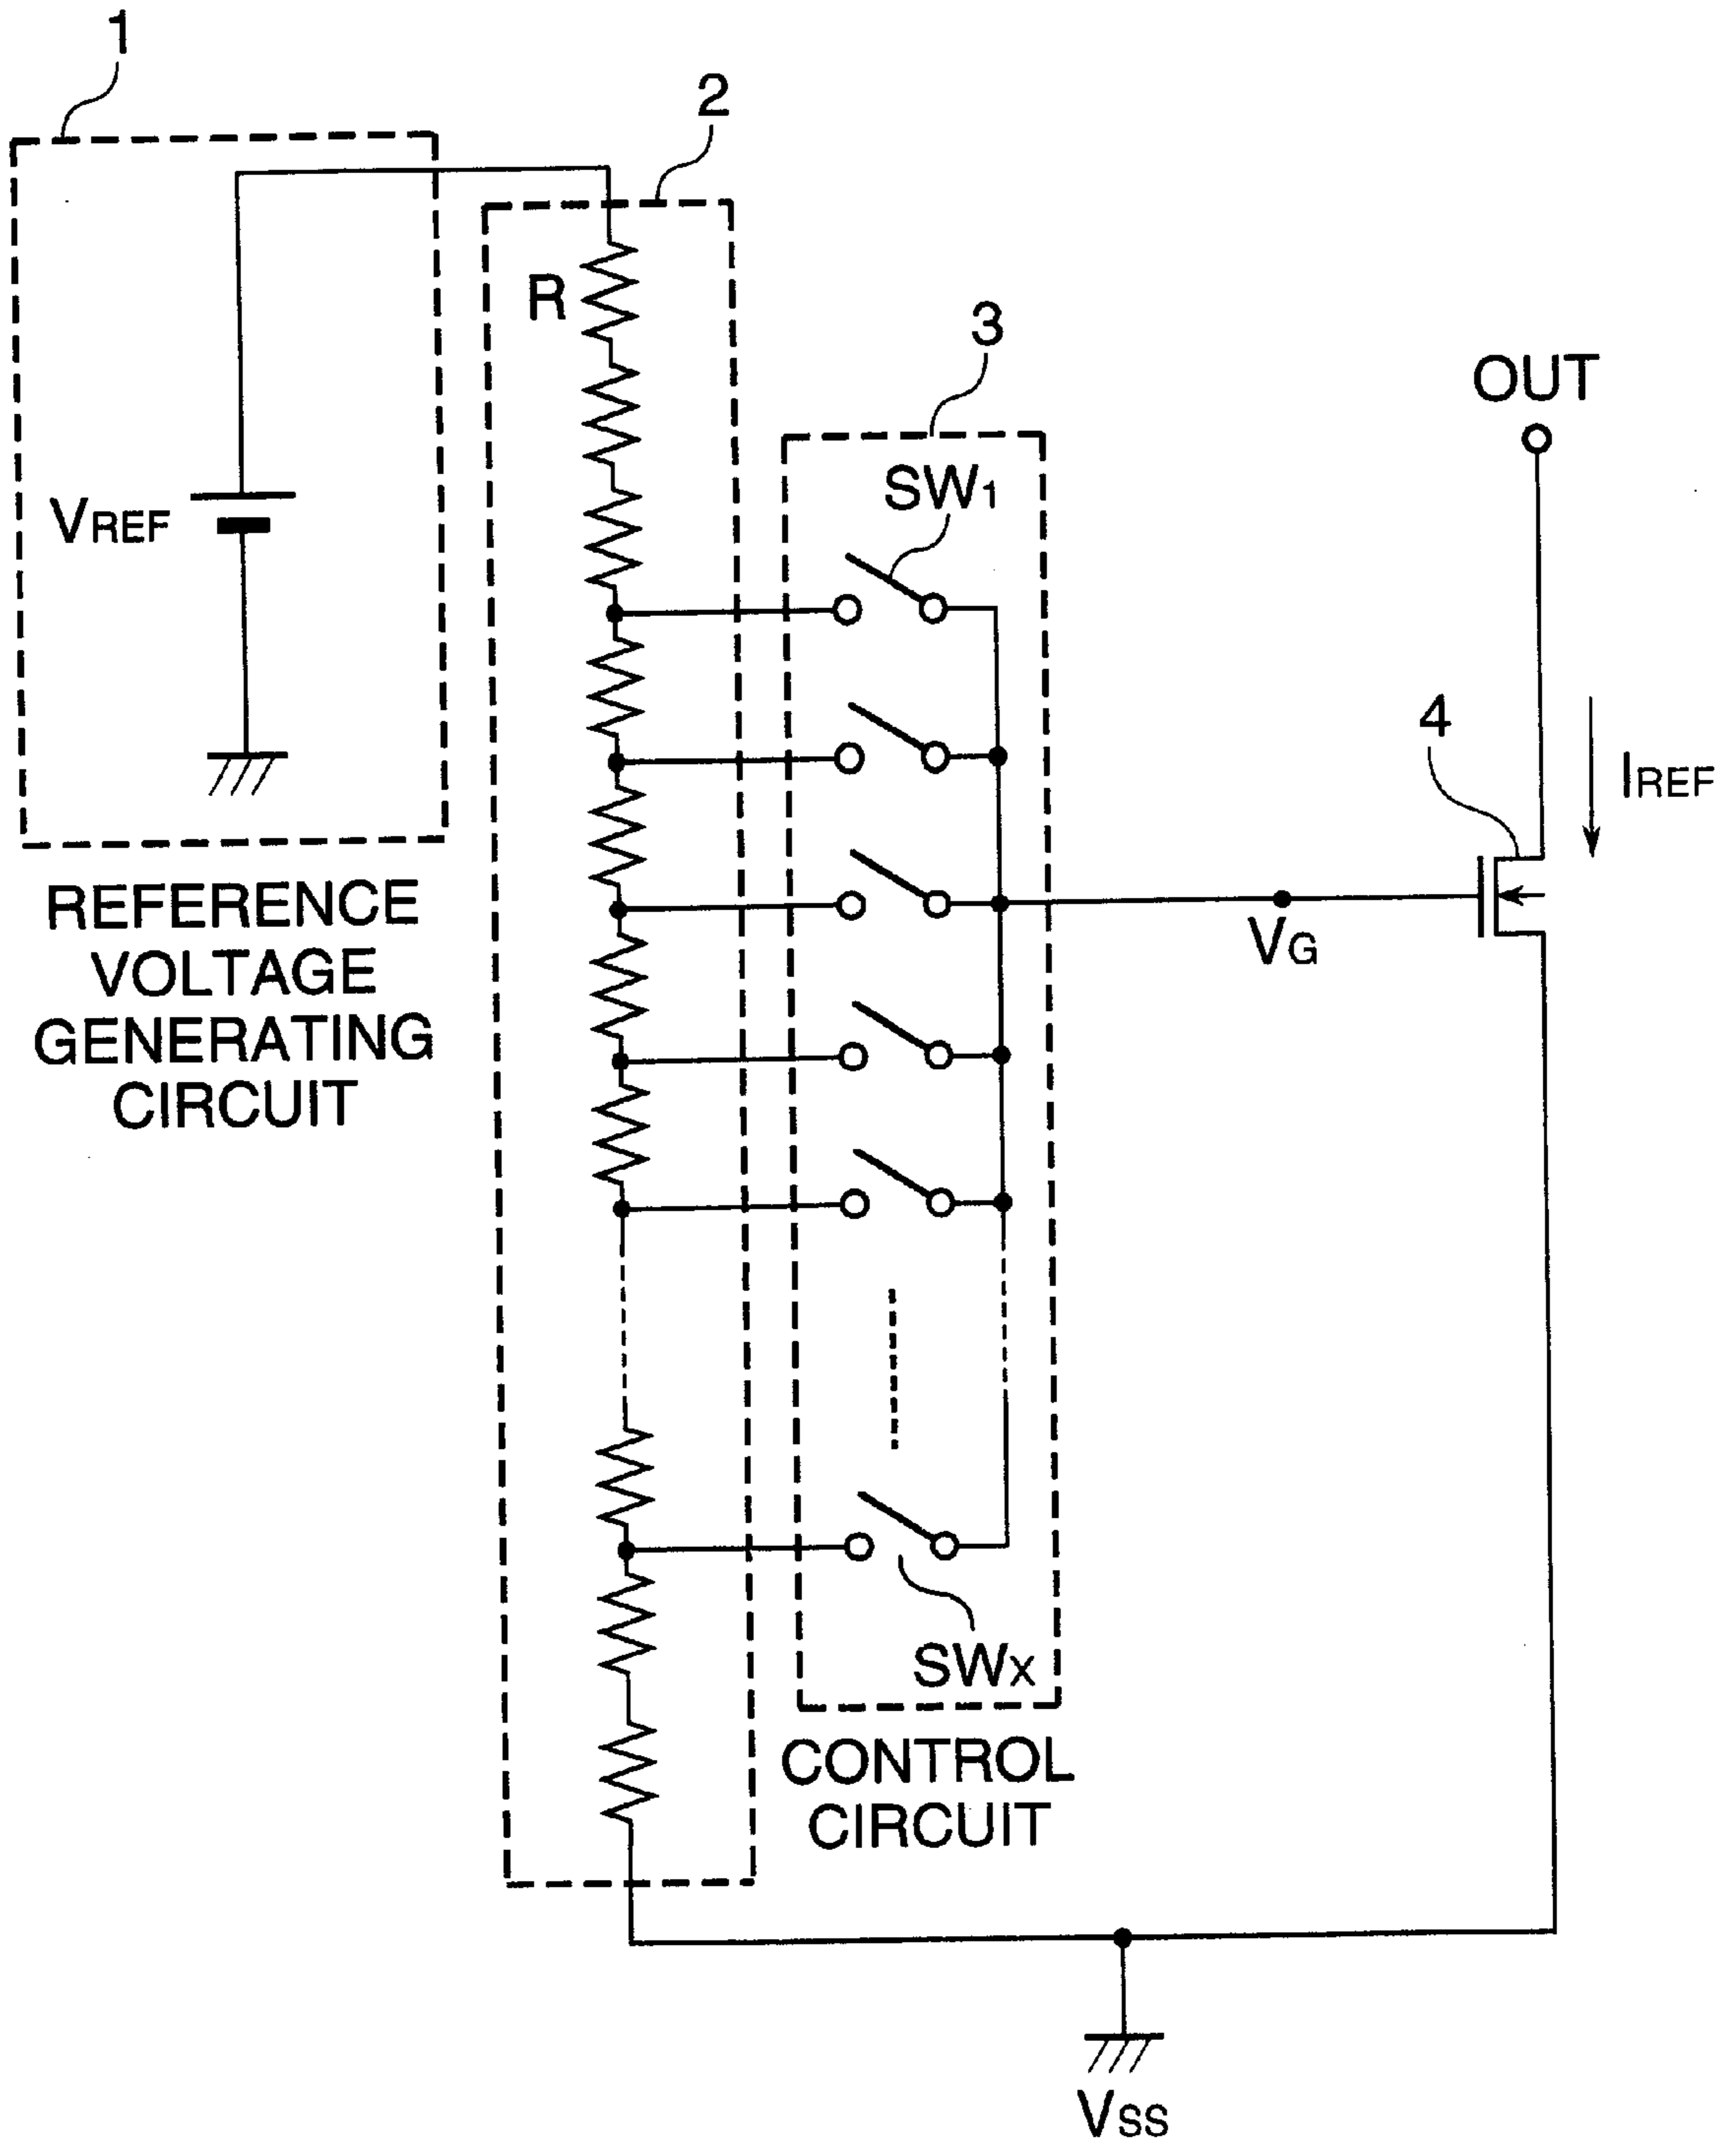 1
2
R
3
SW1
OUT
VREF
4
IREF
REFERENCE
VOLTAGE
GENERATING
CIRCUIT
VG
SWX
CONTROL
CIRCUIT
VSS